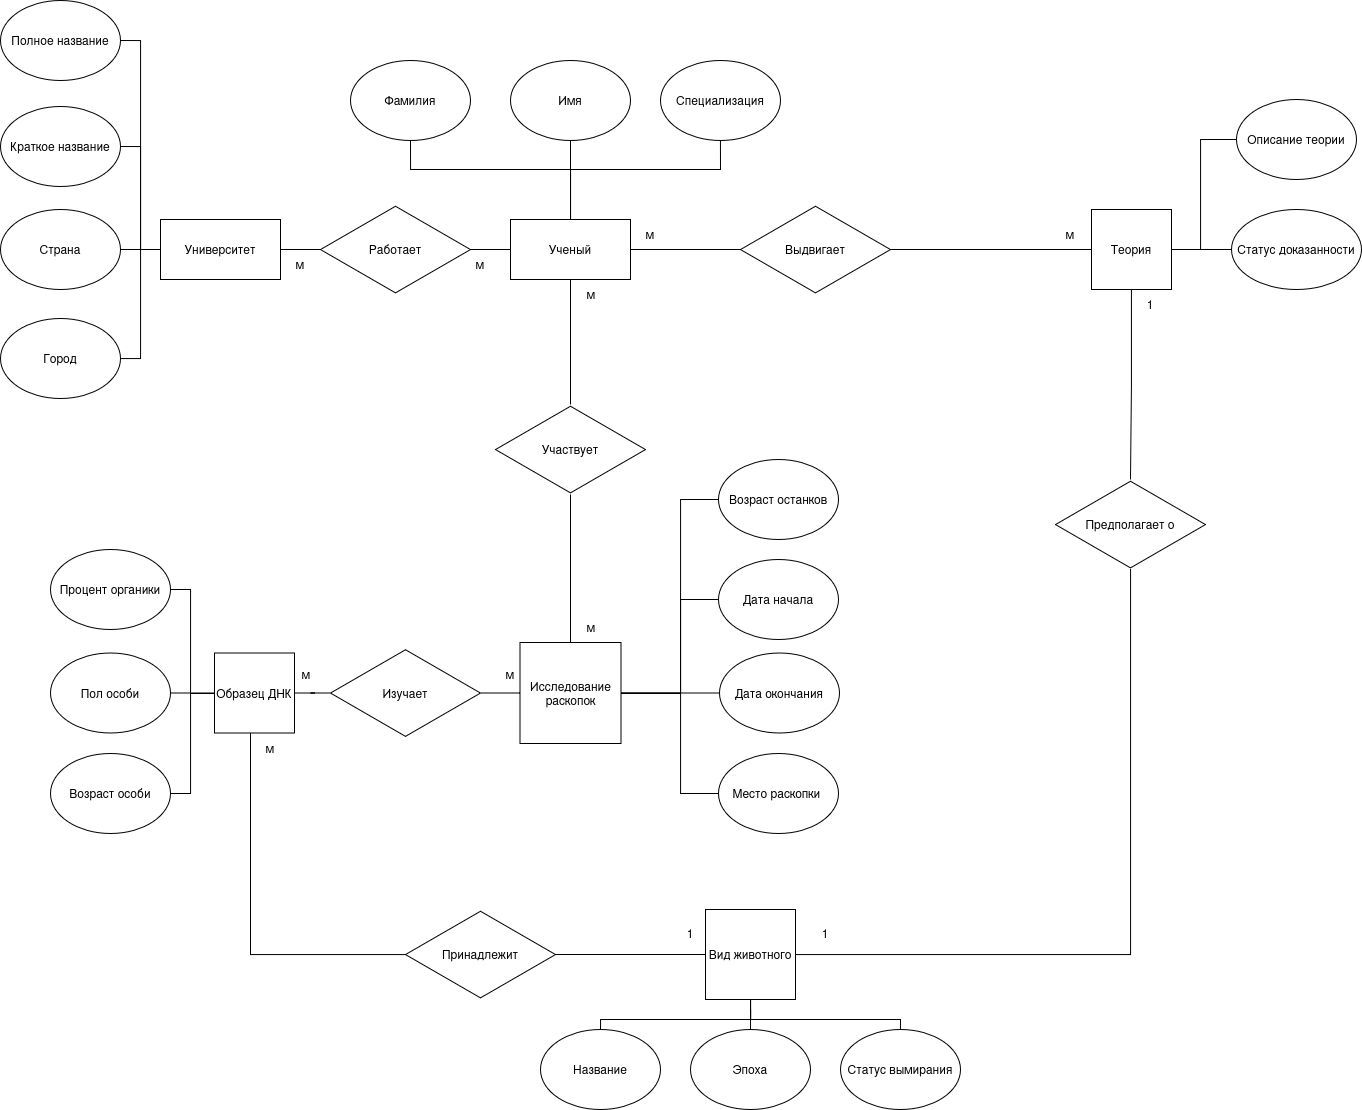 Полное название
Фамилия
Имя
Специализация
Описание теории
Краткое название
Страна
Университет
Работает
Ученый
м
Выдвигает
м
Теория
Статус доказанности
м
м
м
1
Город
Участвует
Возраст останков
Предполагает о
Процент органики
Дата начала
м
м
м
Образец ДНК
Пол особи
Изучает
Исследование
раскопок
Дата окончания
м
Возраст особи
Место раскопки
1
1
Принадлежит
Вид животного
Название
Эпоха
Статус вымирания